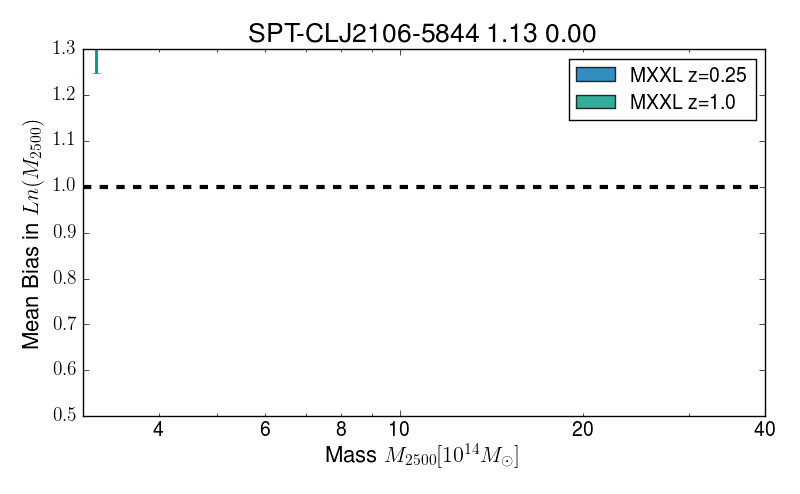 SPT-CLJ2106-5844 1.13 0.00
1.3
1.2
1.1
1.0
0.9
0.8
0.7
0.6
0.5
Mean Bias in Ln(M₂₅₀₀)
MXXL z=0.25
MXXL z=1.0
4 6 8 10 20 40
Mass M₂₅₀₀[10¹⁴M☉]